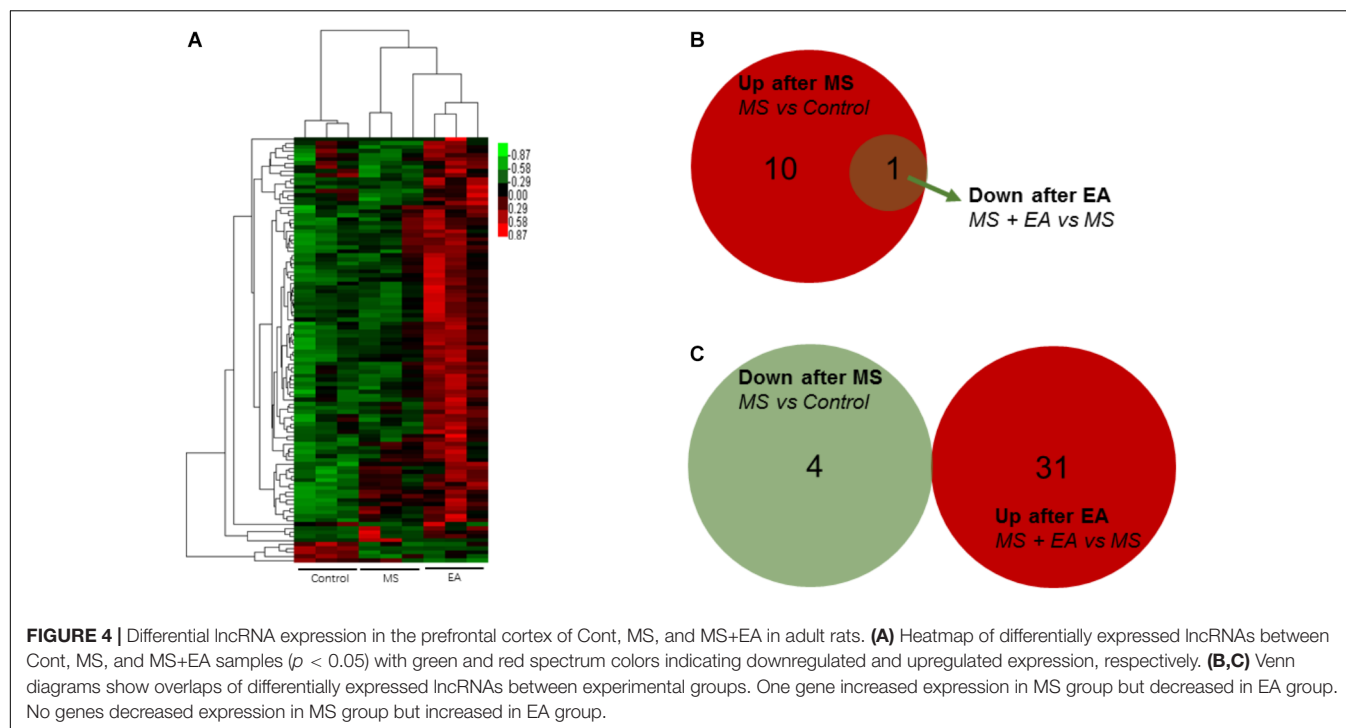 A
-0.87
-0.58
-0.29
0.00
0.29
0.58
0.87
Control
MS
EA
B
Up after MS
MS vs Control
10
1
Down after EA
MS + EA vs MS
C
Down after MS
MS vs Control
4
31
Up after EA
MS + EA vs MS
FIGURE 4 | Differential lncRNA expression in the prefrontal cortex of Cont, MS, and MS+EA in adult rats. (A) Heatmap of differentially expressed lncRNAs between
Cont, MS, and MS+EA samples (p < 0.05) with green and red spectrum colors indicating downregulated and upregulated expression, respectively. (B,C) Venn
diagrams show overlaps of differentially expressed lncRNAs between experimental groups. One gene increased expression in MS group but decreased in EA group.
No genes decreased expression in MS group but increased in EA group.